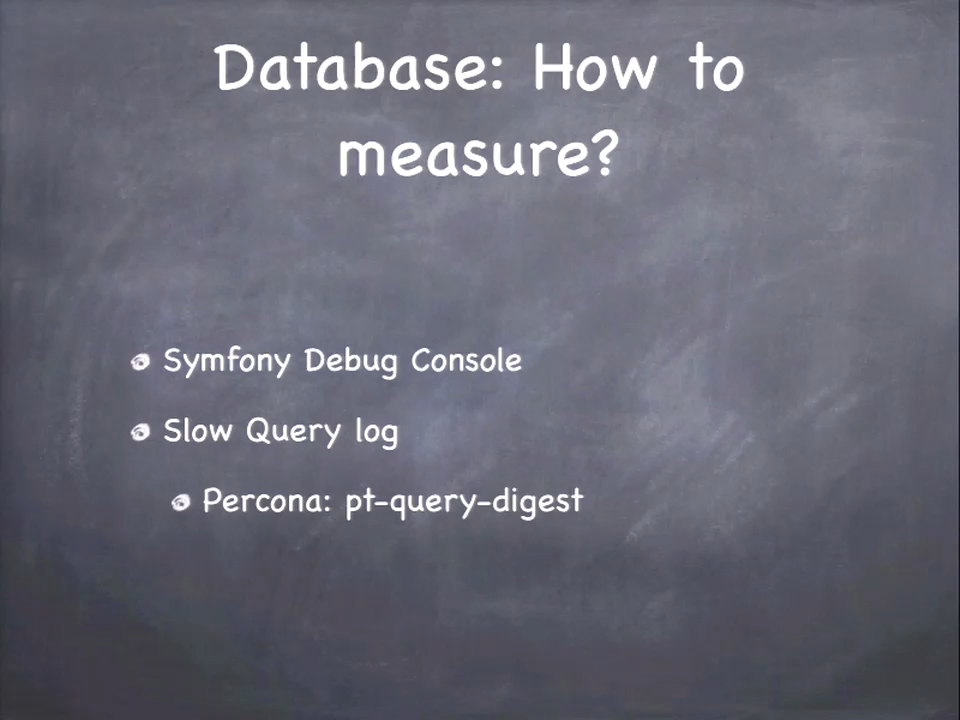 Database: How to
measure?
Symfony Debug Console
Slow Query log
Percona: pt-query-digest